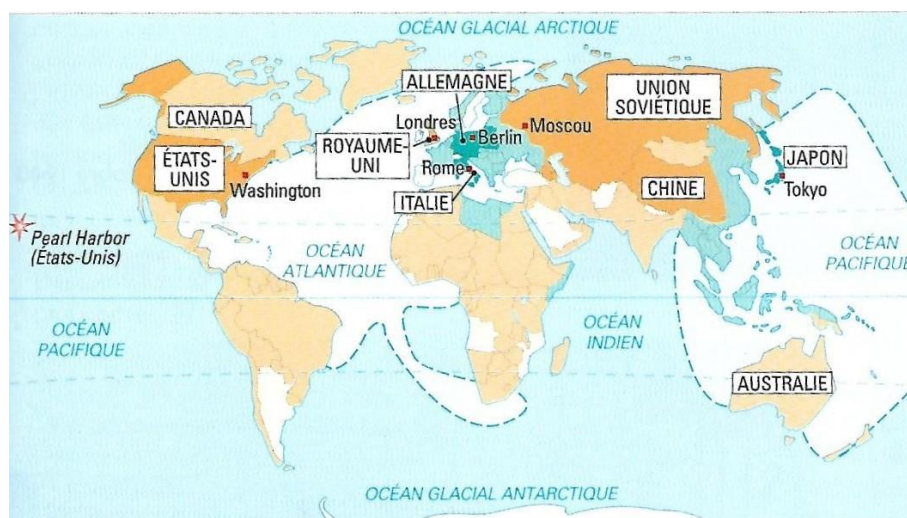 OCÉAN GLACIAL ARCTIQUE
ALLEMAGNE
UNION
SOVIÉTIQUE
CANADA
Londres
Berlin
Moscou
ROYAUME-
UNI
ÉTATS-
UNIS
Rome
JAPON
Washington
ITALIE
CHINE
Tokyo
Pearl Harbor
(États-Unis)
OCÉAN
ATLANTIQUE
OCÉAN
PACIFIQUE
OCÉAN
PACIFIQUE
OCÉAN
INDIEN
AUSTRALIE
OCÉAN GLACIAL ANTARCTIQUE